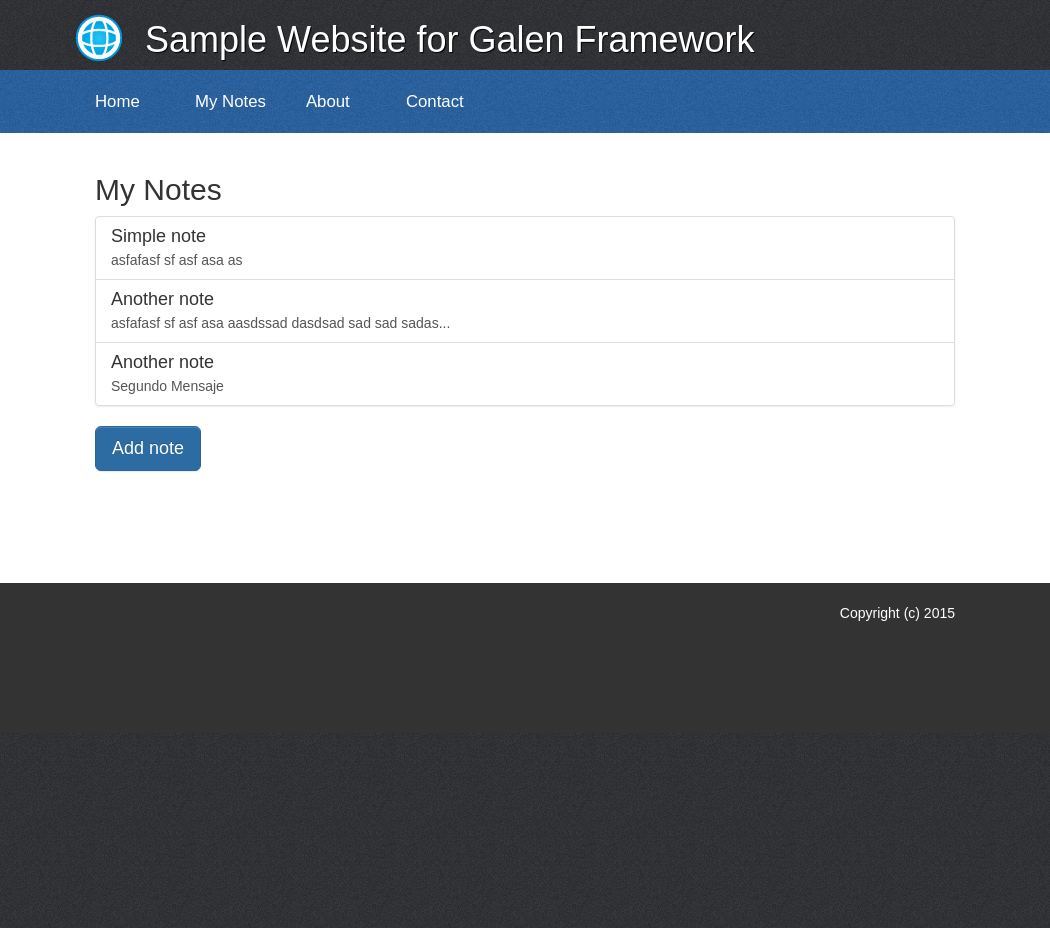 Sample Website for Galen Framework
Home My Notes About Contact
My Notes
Simple note
asfafasf sf asf asa as
Another note
asfafasf sf asf asa aasdssad dasdsad sad sad sadas...
Another note
Segundo Mensaje
Add note
Copyright (c) 2015